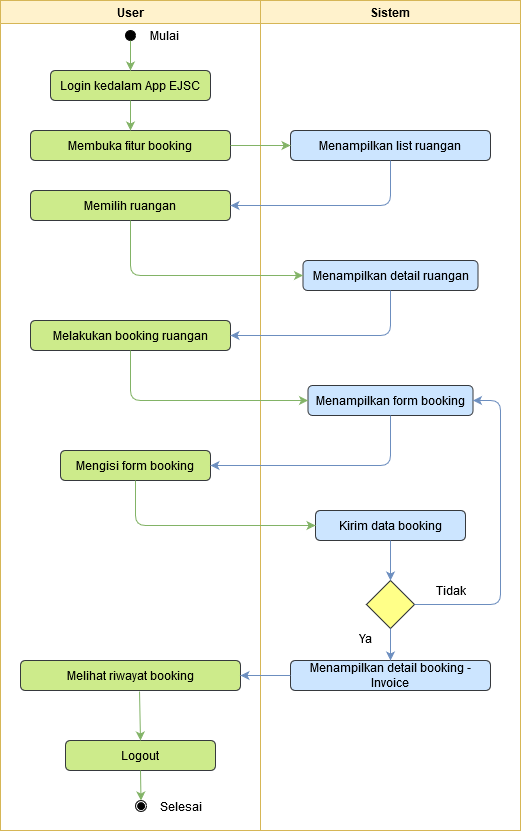 User
Sistem
Mulai
Login kedalam App EJSC
Membuka fitur booking
Menampilkan list ruangan
Memilih ruangan
Menampilkan detail ruangan
Melakukan booking ruangan
Menampilkan form booking
Mengisi form booking
Kirim data booking
Tidak
Ya
Menampilkan detail booking -
Invoice
Melihat riwayat booking
Logout
Selesai